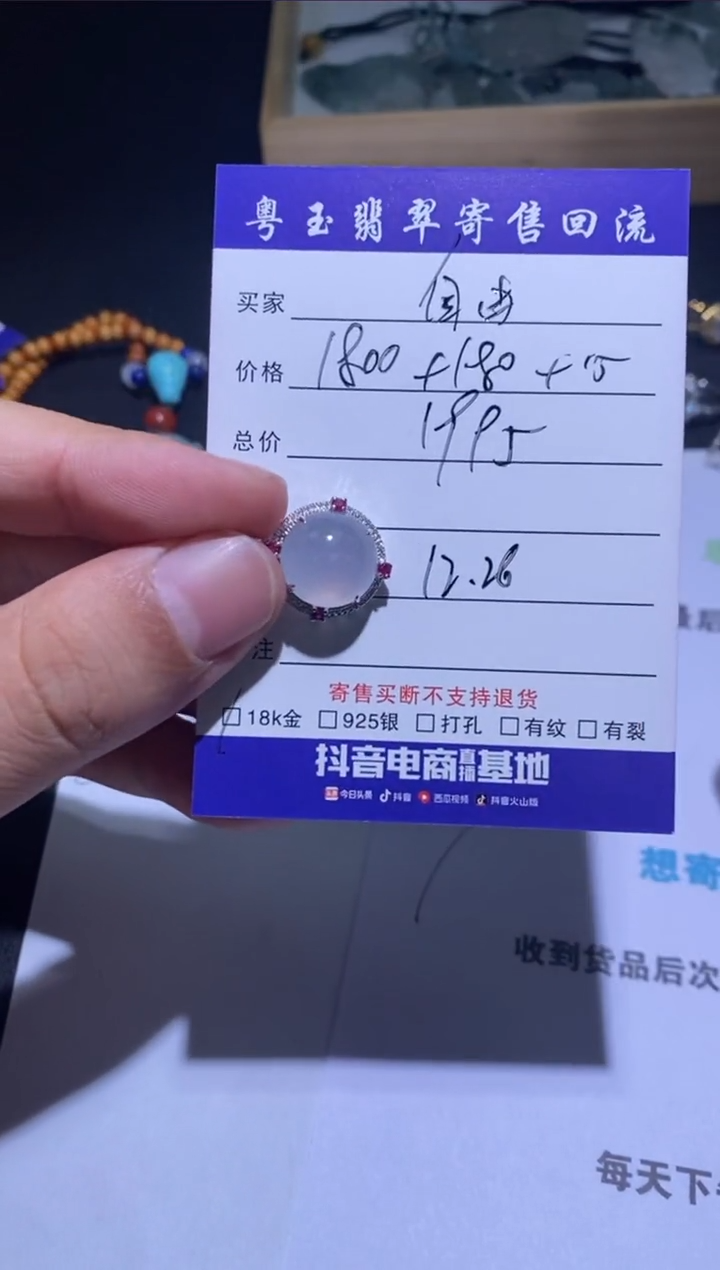 粤玉翡翠寄售回流
买家 自由
价格 1800+180+15
总价 1995
12.26
注
寄售买断不支持退货
□18k金 □925银 □打孔 □有纹 □有裂
抖音电商直播基地
今日头条 抖音 西瓜视频 抖音火山版
想寄
收到货品后次
每天下